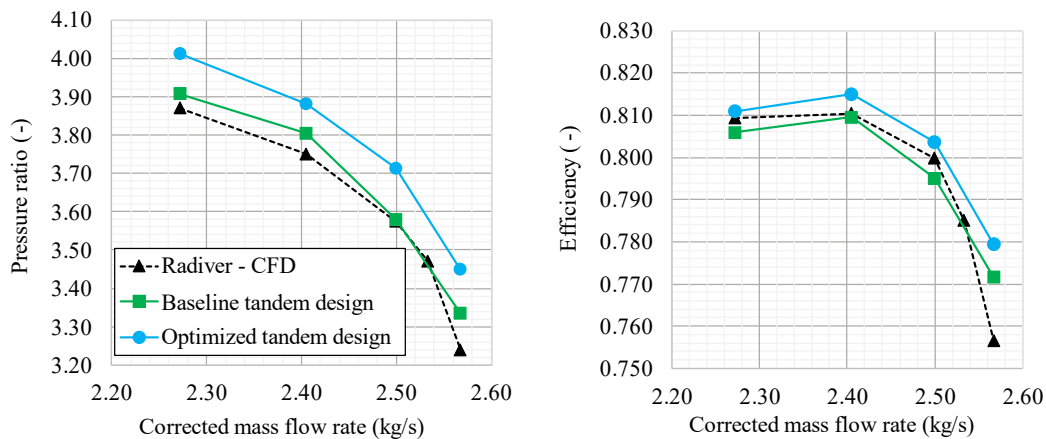 4.10
4.00
3.90
3.80
3.70
3.60
3.50
3.40
3.30
3.20
Pressure ratio (-)
Radiver - CFD
Baseline tandem design
Optimized tandem design
2.20 2.30 2.40 2.50 2.60
Corrected mass flow rate (kg/s)
0.830
0.820
0.810
0.800
0.790
0.780
0.770
0.760
0.750
Efficiency (-)
2.20 2.30 2.40 2.50 2.60
Corrected mass flow rate (kg/s)